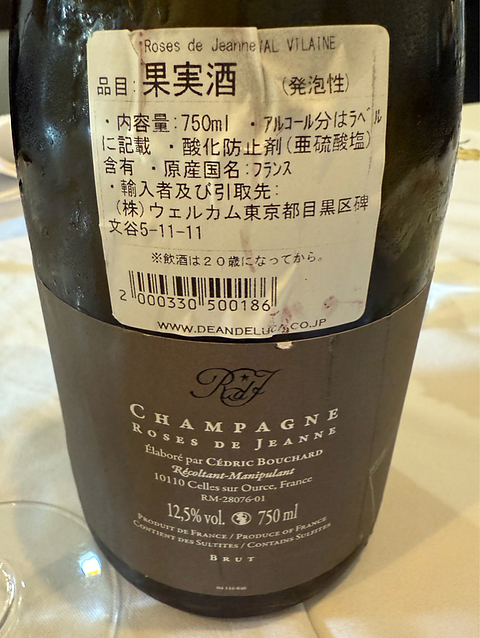 Roses de Jeanne VAL VILAINE
品目:果実酒 (発泡性)
・内容量:750ml ・アルコール分はラベル
に記載 ・酸化防止剤(亜硫酸塩)
含有 ・原産国名:フランス
・輸入者及び引取先:
(株)ウェルカム東京都目黒区碑
文谷5-11-11
※飲酒は20歳になってから。
2 000330 500186
WWW.DEANDELUCA.CO.JP
RdJ
CHAMPAGNE
ROSES DE JEANNE
Élaboré par CÉDRIC BOUCHARD
Récoltant-Manipulant
10110 Celles sur Ource, France
RM-28076-01
12,5% vol. 750 ml
PRODUIT DE FRANCE / PRODUCE OF FRANCE
CONTIENT DES SULTITES / CONTAINS SULFITES
BRUT